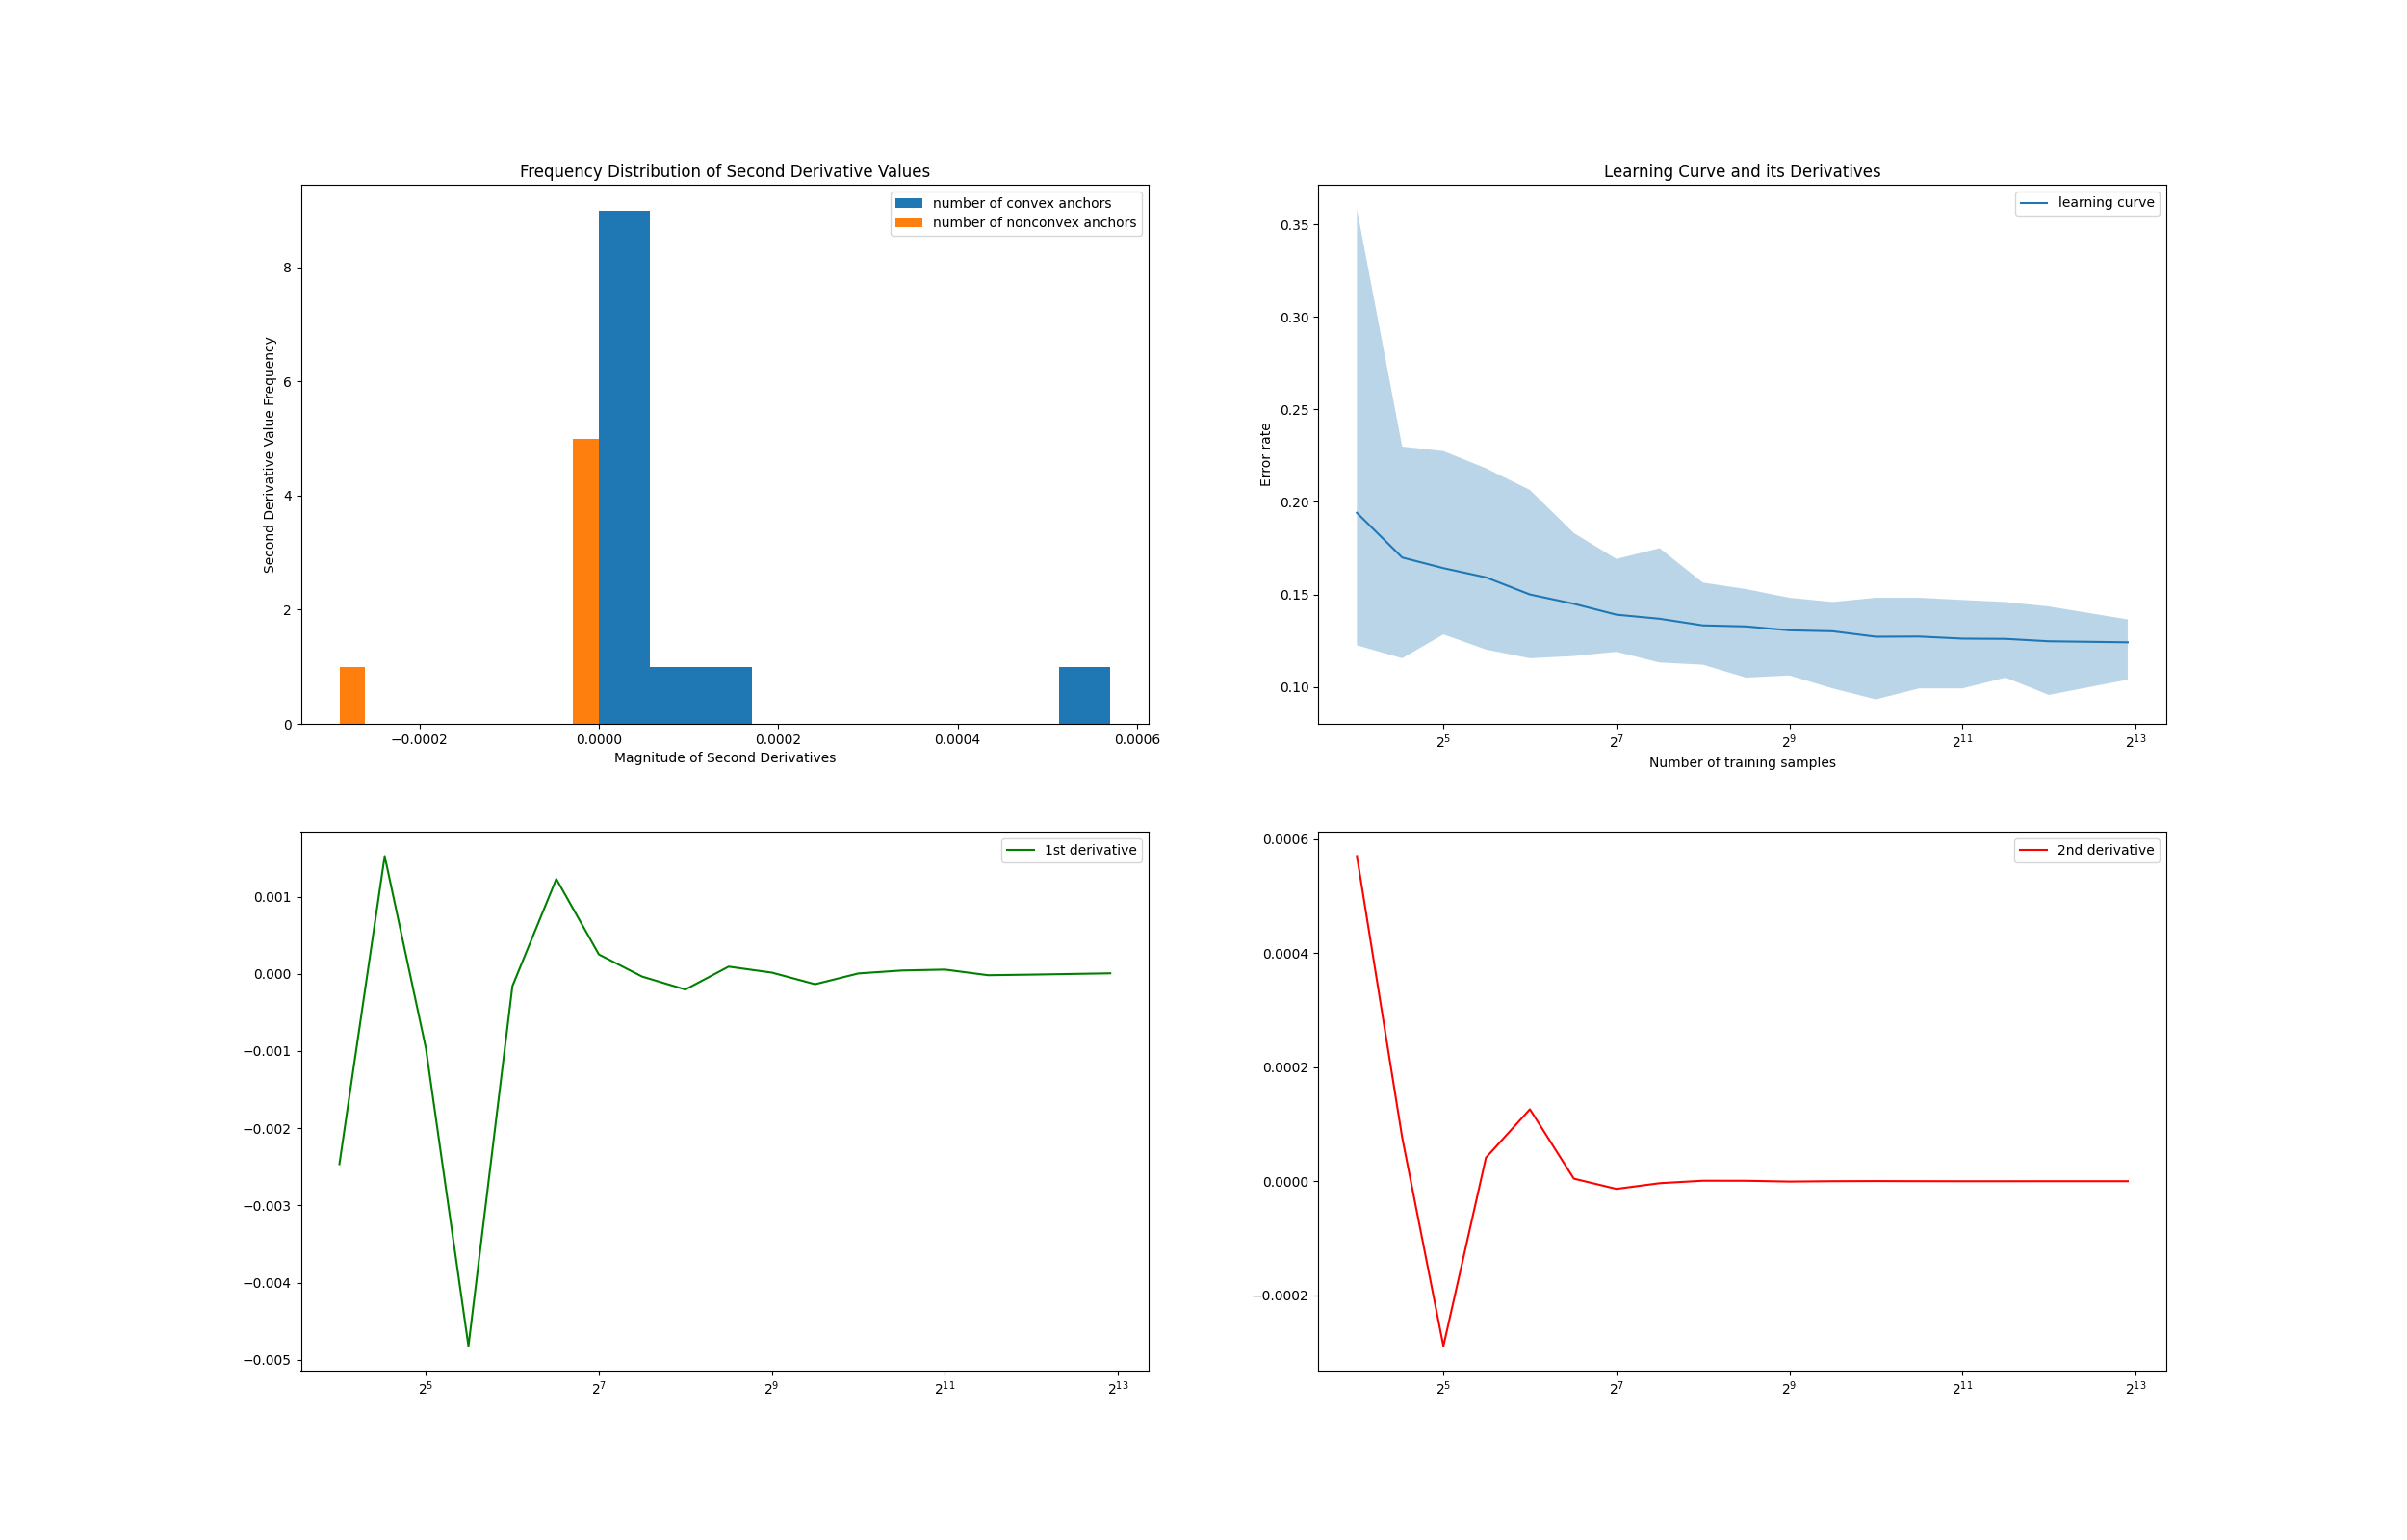 Frequency Distribution of Second Derivative Values
number of convex anchors
number of nonconvex anchors
Second Derivative Value Frequency
8
6
4
2
0
−0.0002 0.0000 0.0002 0.0004 0.0006
Magnitude of Second Derivatives
Learning Curve and its Derivatives
learning curve
Error rate
0.35
0.30
0.25
0.20
0.15
0.10
2^5 2^7 2^9 2^11 2^13
Number of training samples
1st derivative
0.001
0.000
−0.001
−0.002
−0.003
−0.004
−0.005
2^5 2^7 2^9 2^11 2^13
2nd derivative
0.0006
0.0004
0.0002
0.0000
−0.0002
2^5 2^7 2^9 2^11 2^13